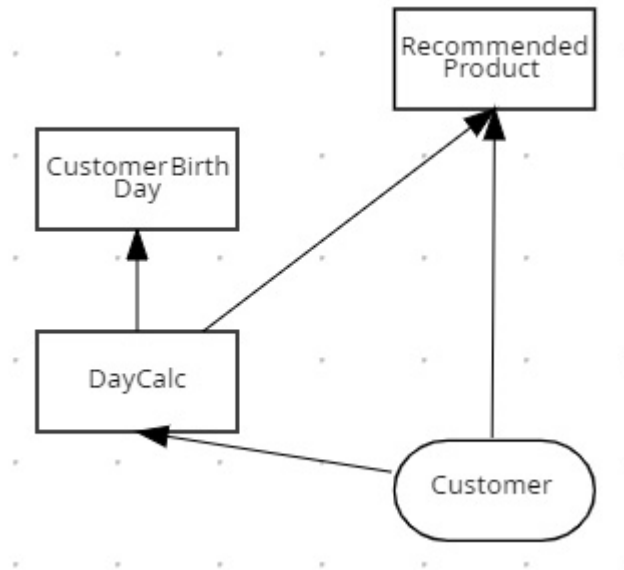 Recommended
Product
CustomerBirth
Day
DayCalc
Customer